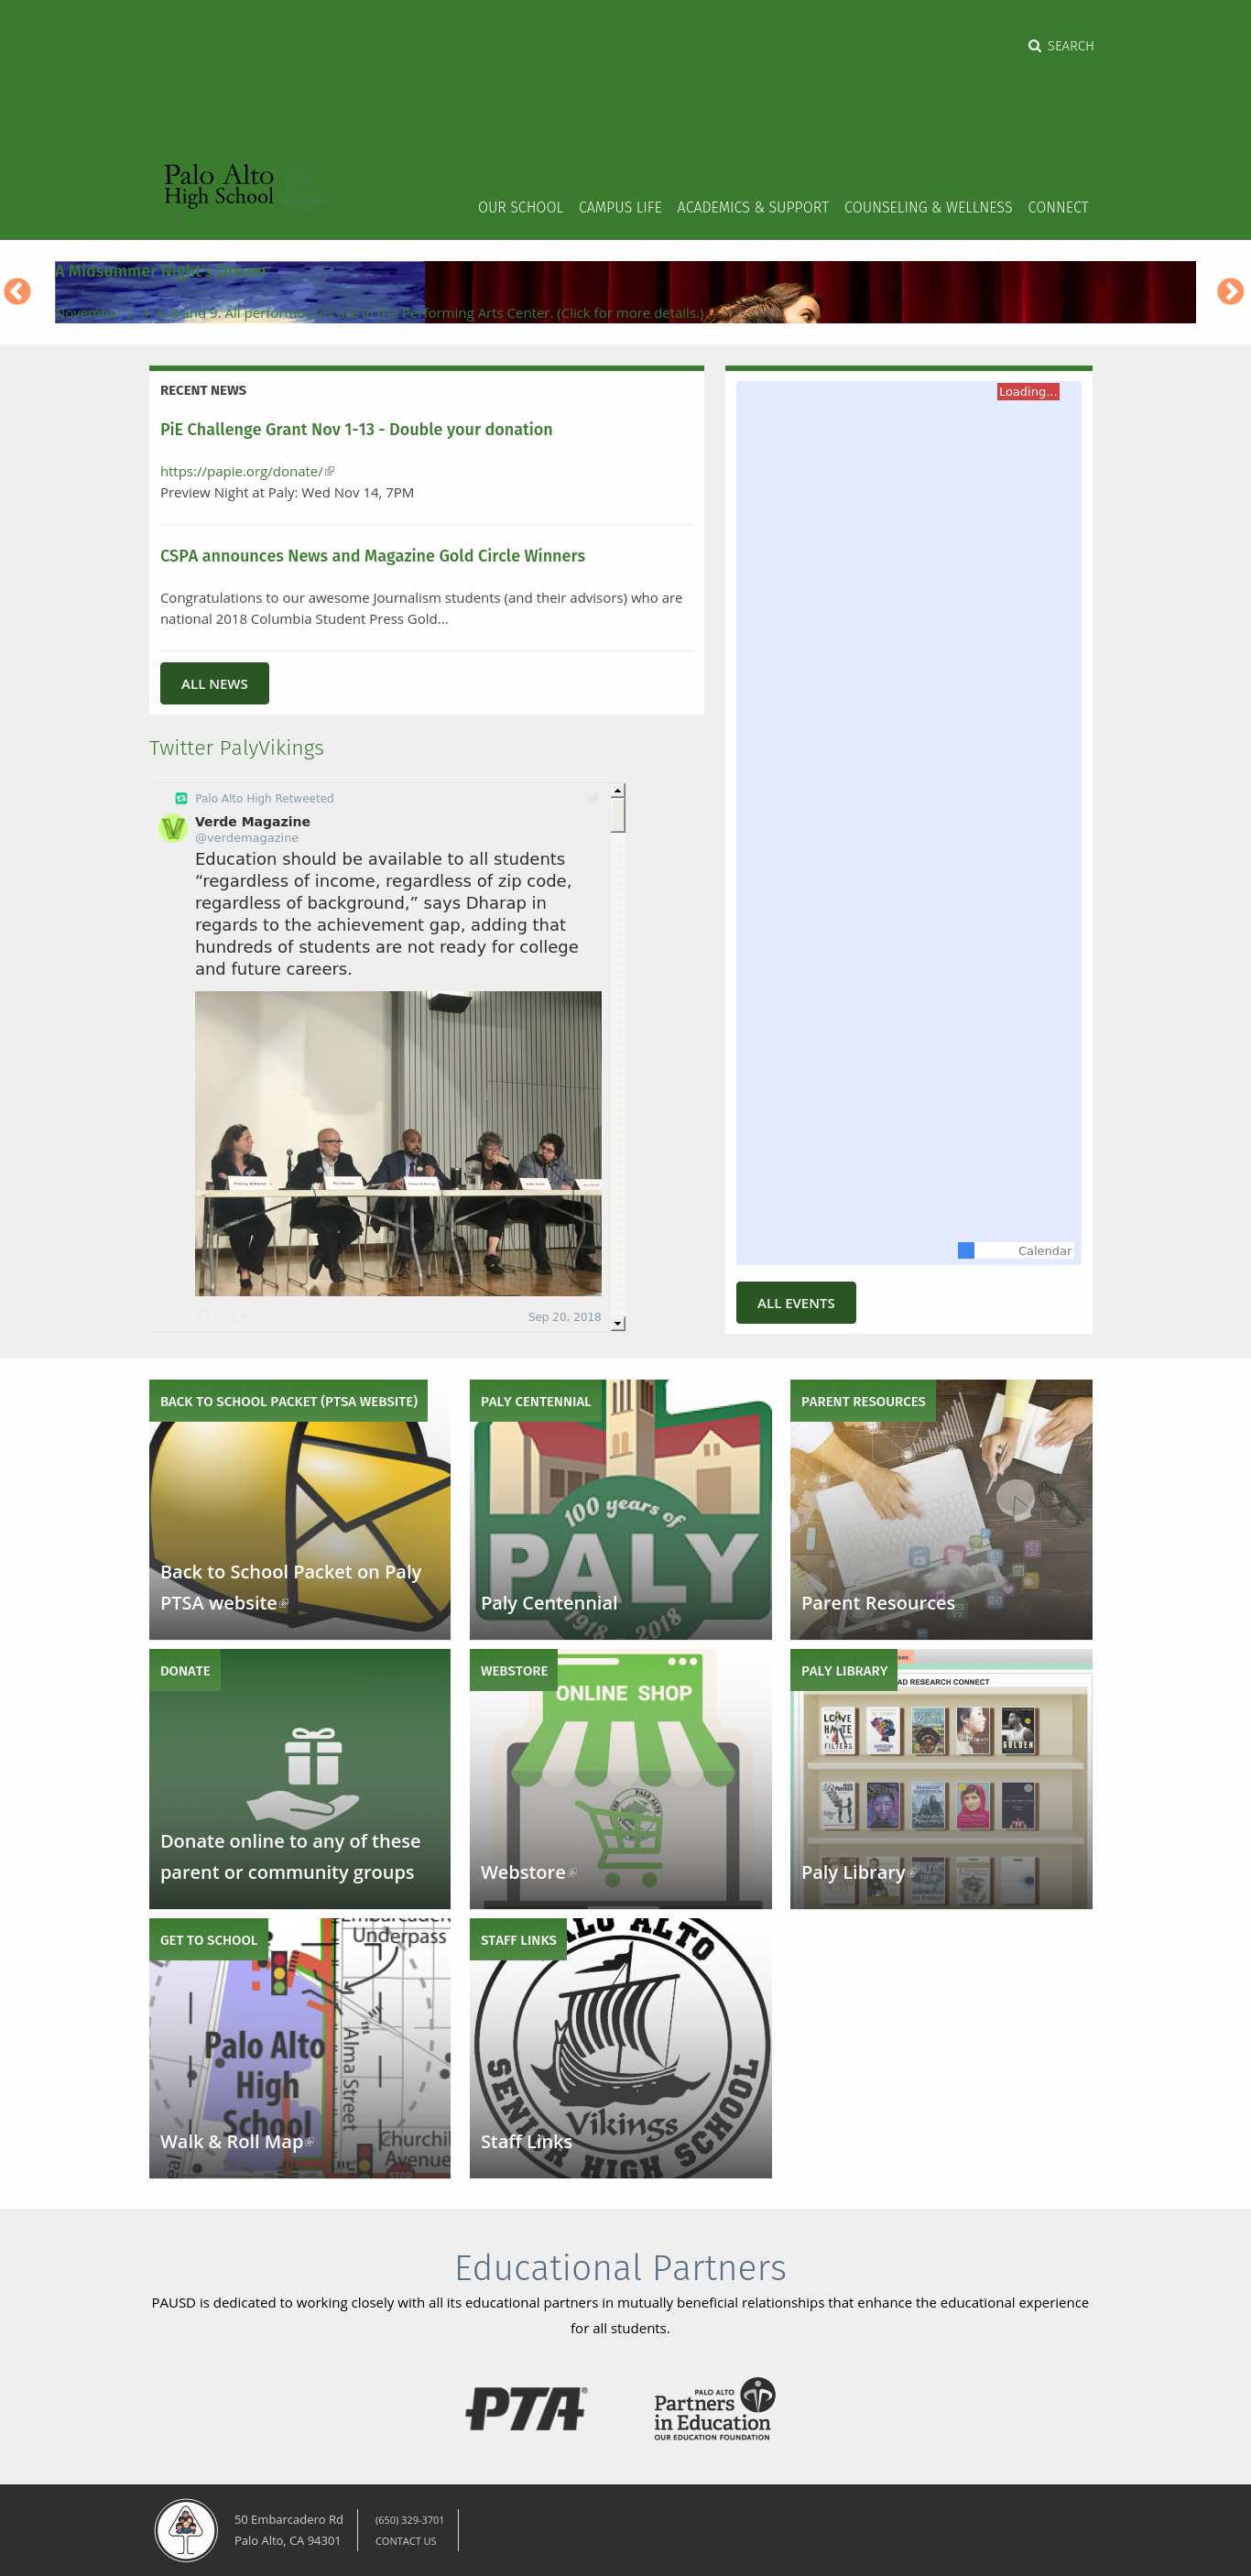 SEARCH
Palo Alto
High School
OUR SCHOOL CAMPUS LIFE ACADEMICS & SUPPORT COUNSELING & WELLNESS CONNECT
A Midsummer Night's Dream
November and 9. All performances are in the Performing Arts Center. (Click for more details.)
RECENT NEWS
PiE Challenge Grant Nov 1-13 - Double your donation
https://papie.org/donate/
Preview Night at Paly: Wed Nov 14, 7PM
CSPA announces News and Magazine Gold Circle Winners
Congratulations to our awesome Journalism students (and their advisors) who are
national 2018 Columbia Student Press Gold...
ALL NEWS
Loading...
Calendar
ALL EVENTS
Twitter PalyVikings
Palo Alto High Retweeted
Verde Magazine
@verdemagazine
Education should be available to all students
“regardless of income, regardless of zip code,
regardless of background,” says Dharap in
regards to the achievement gap, adding that
hundreds of students are not ready for college
and future careers.
Sep 20, 2018
BACK TO SCHOOL PACKET (PTSA WEBSITE)
Back to School Packet on Paly
PTSA website
PALY CENTENNIAL
100 years of
PALY
1918 - 2018
Paly Centennial
PARENT RESOURCES
Parent Resources
DONATE
Donate online to any of these
parent or community groups
WEBSTORE
ONLINE SHOP
Webstore
PALY LIBRARY
AD RESEARCH CONNECT
GOLDEN
Paly Library
GET TO SCHOOL
Embarcadero
Underpass
Palo Alto
High
School
Alma Street
Churchill
Avenue
STOP
Walk & Roll Map
STAFF LINKS
PALO ALTO
SENIOR HIGH SCHOOL
Vikings
Staff Links
Educational Partners
PAUSD is dedicated to working closely with all its educational partners in mutually beneficial relationships that enhance the educational experience
for all students.
PTA
PALO ALTO
Partners
in Education
OUR EDUCATION FOUNDATION
50 Embarcadero Rd
Palo Alto, CA 94301
(650) 329-3701
CONTACT US